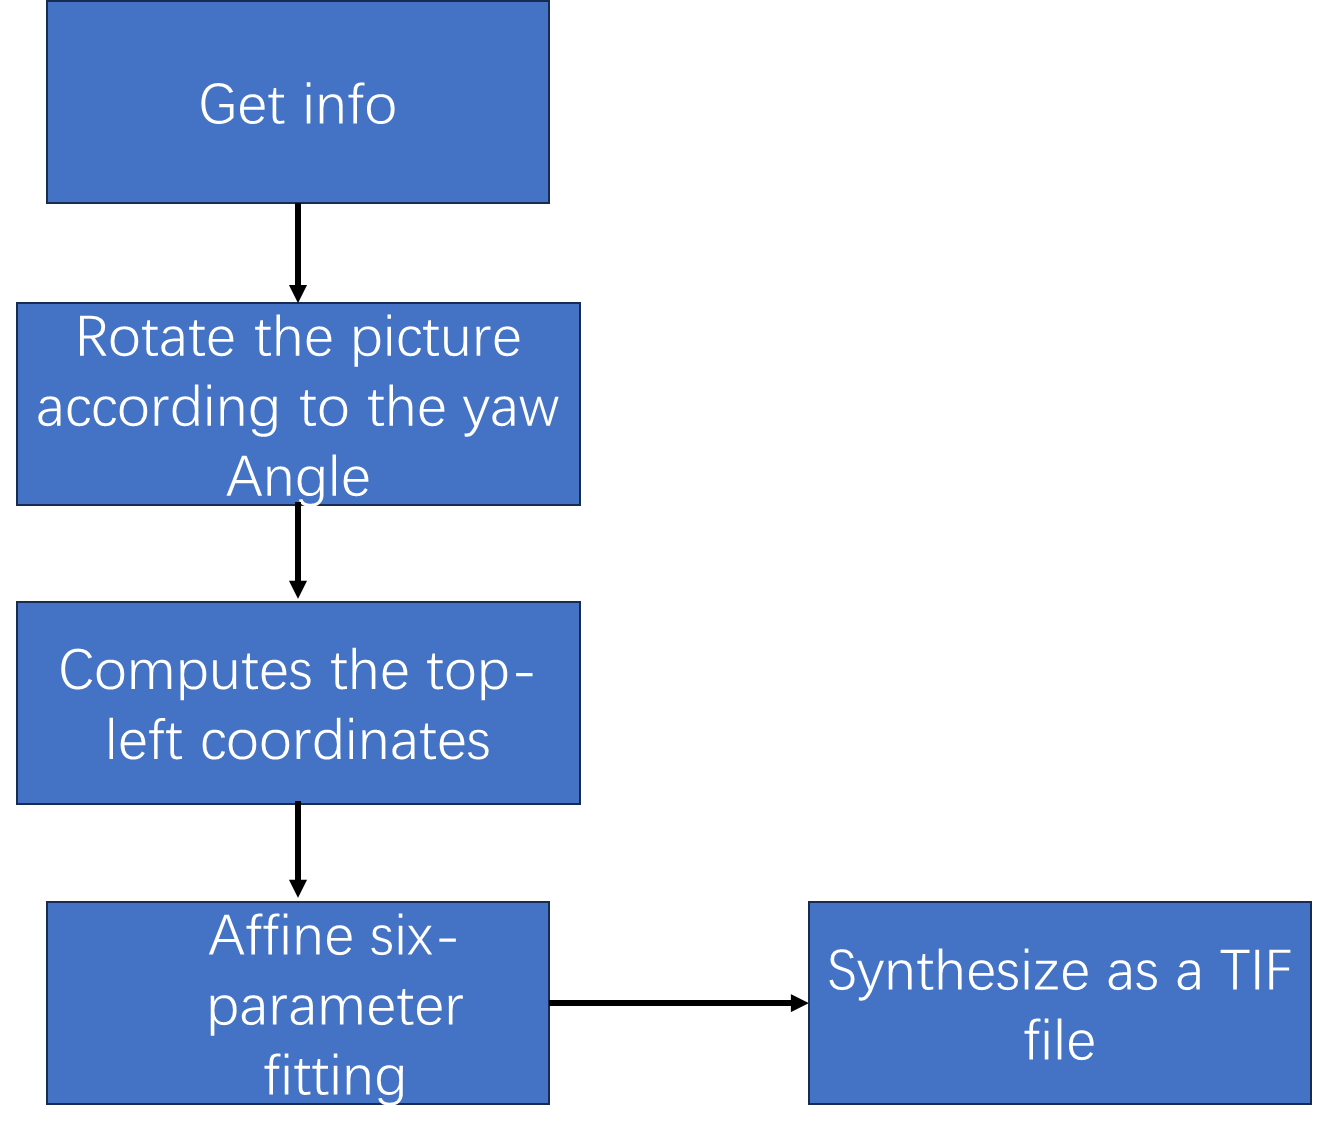 Get info
Rotate the picture
according to the yaw
Angle
Computes the top-
left coordinates
Affine six-
parameter
fitting
Synthesize as a TIF
file